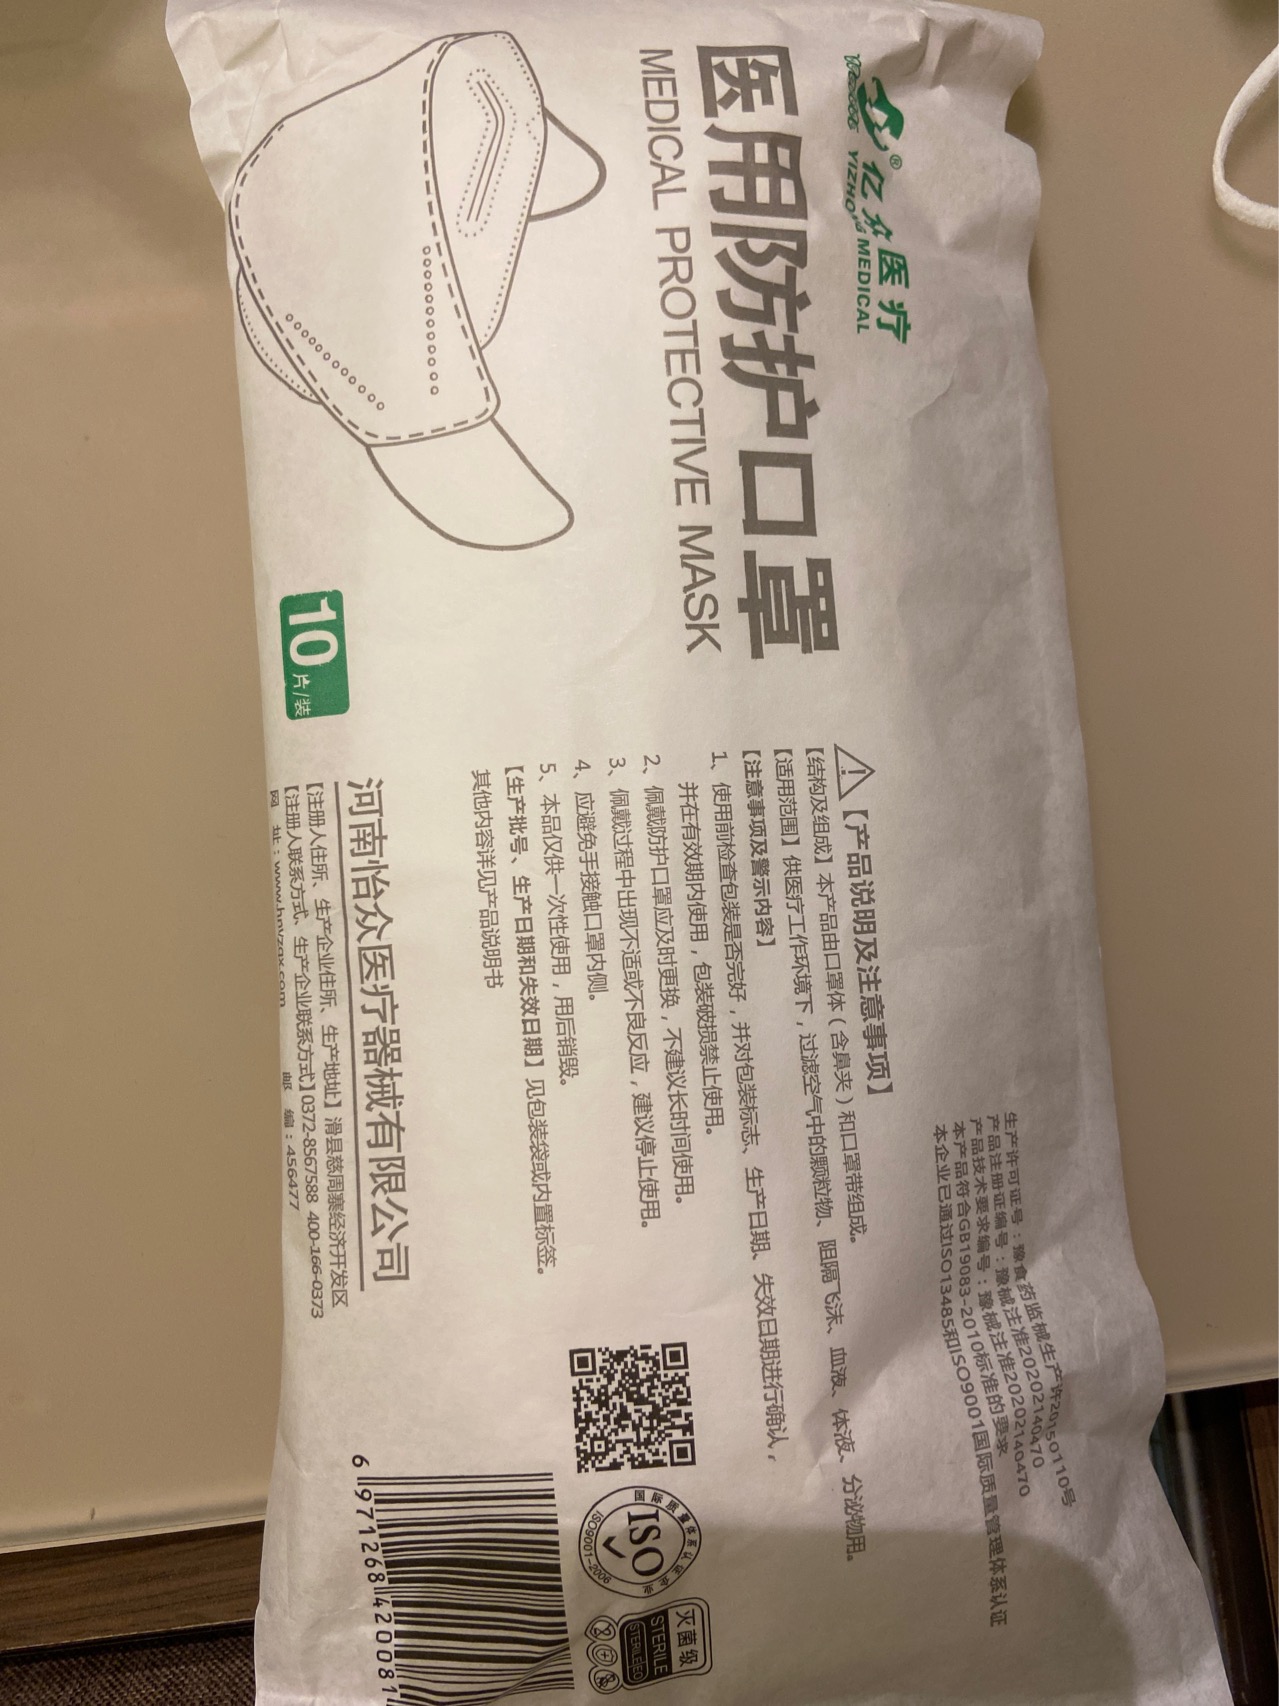 亿众医疗
YIZHONG MEDICAL
®
医用防护口罩
MEDICAL PROTECTIVE MASK
10片/装
生产许可证号：豫食药监械生产许20150110号
产品注册证编号：豫械注准20202140470
产品技术要求编号：豫械注准20202140470
本产品符合GB19083-2010标准的要求
本企业已通过ISO13485和ISO9001国际质量管理体系认证
【产品说明及注意事项】
【结构及组成】本产品由口罩体（含鼻夹）和口罩带组成。
【适用范围】供医疗工作环境下，过滤空气中的颗粒物、阻隔飞沫、血液、体液、分泌物用。
【注意事项及警示内容】
1、使用前检查包装是否完好，并对包装标志、生产日期、失效日期进行确认，
并在有效期内使用，包装破损禁止使用。
2、佩戴防护口罩应及时更换，不建议长时间使用。
3、佩戴过程中出现不适或不良反应，建议停止使用。
4、应避免手接触口罩内侧。
5、本品仅供一次性使用，用后销毁。
【生产批号、生产日期和失效日期】见包装袋或内置标签。
其他内容详见产品说明书
河南怡众医疗器械有限公司
【注册人住所、生产企业住所、生产地址】滑县慈周寨经济开发区
【注册人联系方式、生产企业联系方式】0372-8567588 400-166-0373
网 址：www.hnyzqx.com 邮 编：456477
国际质量体系认证企业
ISO
ISO9001-2008
灭菌级
STERILE
STERILE EO
6 971268 420081